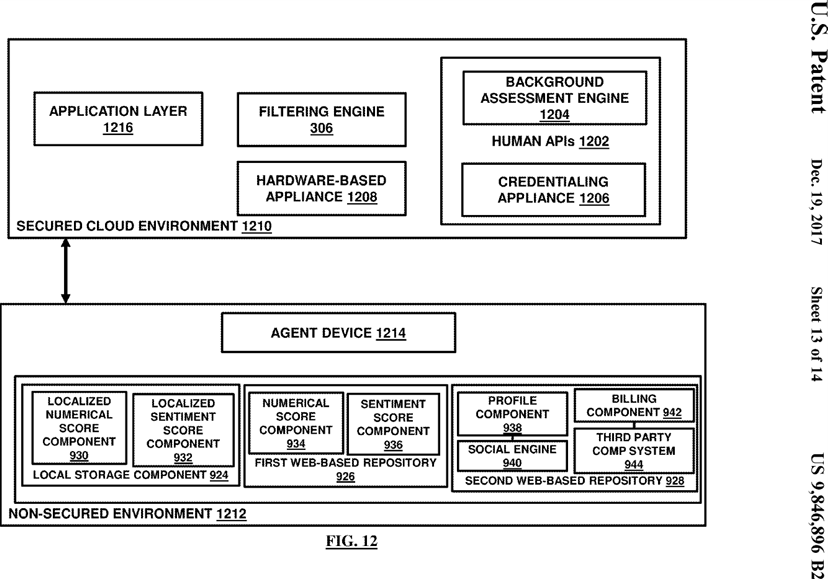 APPLICATION LAYER
1216
FILTERING ENGINE
306
HARDWARE-BASED
APPLIANCE 1208
BACKGROUND
ASSESSMENT ENGINE
1204
HUMAN APIs 1202
CREDENTIALING
APPLIANCE 1206
SECURED CLOUD ENVIRONMENT 1210
AGENT DEVICE 1214
LOCALIZED
NUMERICAL
SCORE
COMPONENT
930
LOCALIZED
SENTIMENT
SCORE
COMPONENT
932
LOCAL STORAGE COMPONENT 924
NUMERICAL
SCORE
COMPONENT
934
SENTIMENT
SCORE
COMPONENT
936
FIRST WEB-BASED REPOSITORY
926
PROFILE
COMPONENT
938
SOCIAL ENGINE
940
BILLING
COMPONENT 942
THIRD PARTY
COMP SYSTEM
944
SECOND WEB-BASED REPOSITORY 928
NON-SECURED ENVIRONMENT 1212
FIG. 12
U.S. Patent
Dec. 19, 2017
Sheet 13 of 14
US 9,846,896 B2